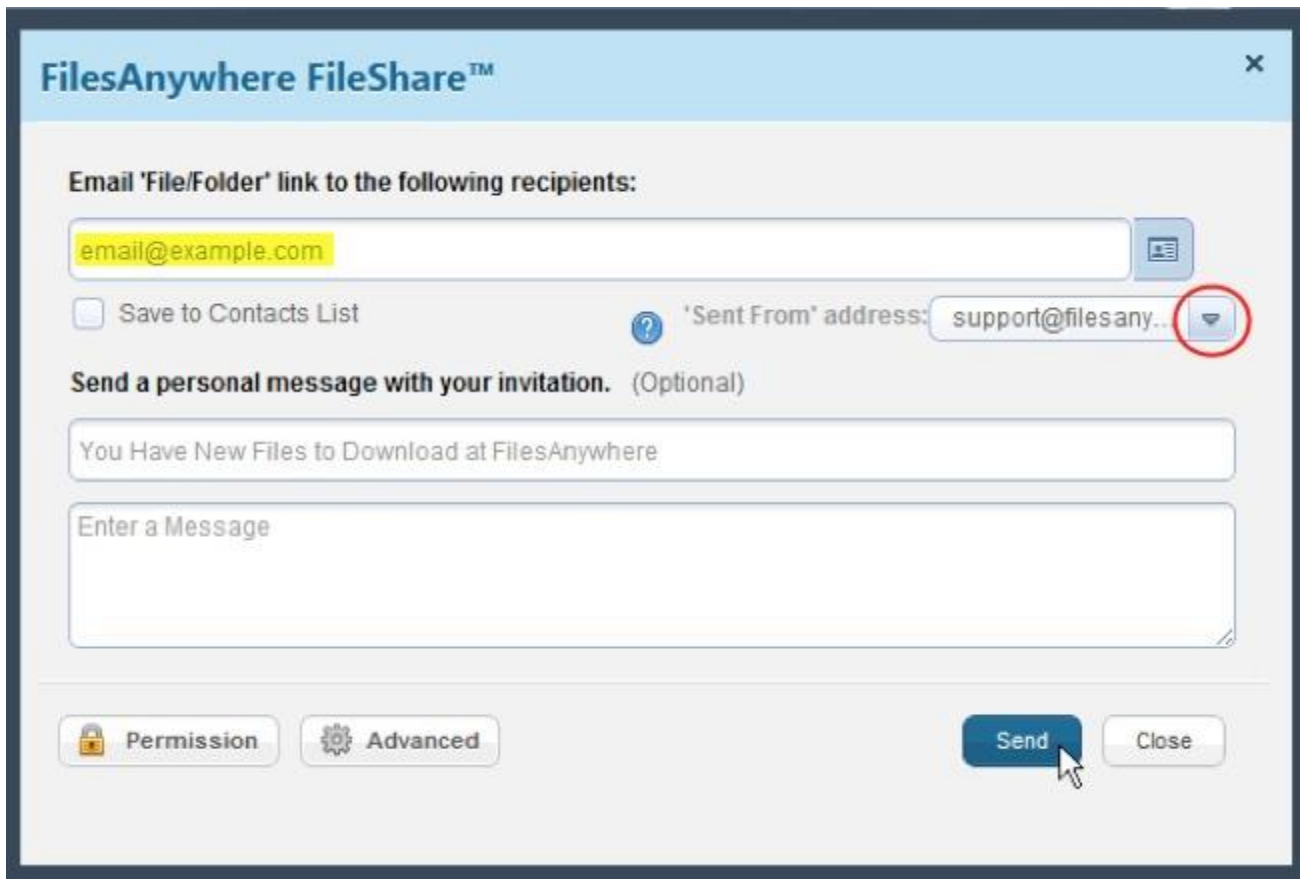 FilesAnywhere FileShare™
Email 'File/Folder' link to the following recipients:
email@example.com
Save to Contacts List
? 'Sent From' address: support@filesany...
Send a personal message with your invitation. (Optional)
You Have New Files to Download at FilesAnywhere
Enter a Message
Permission Advanced Send Close